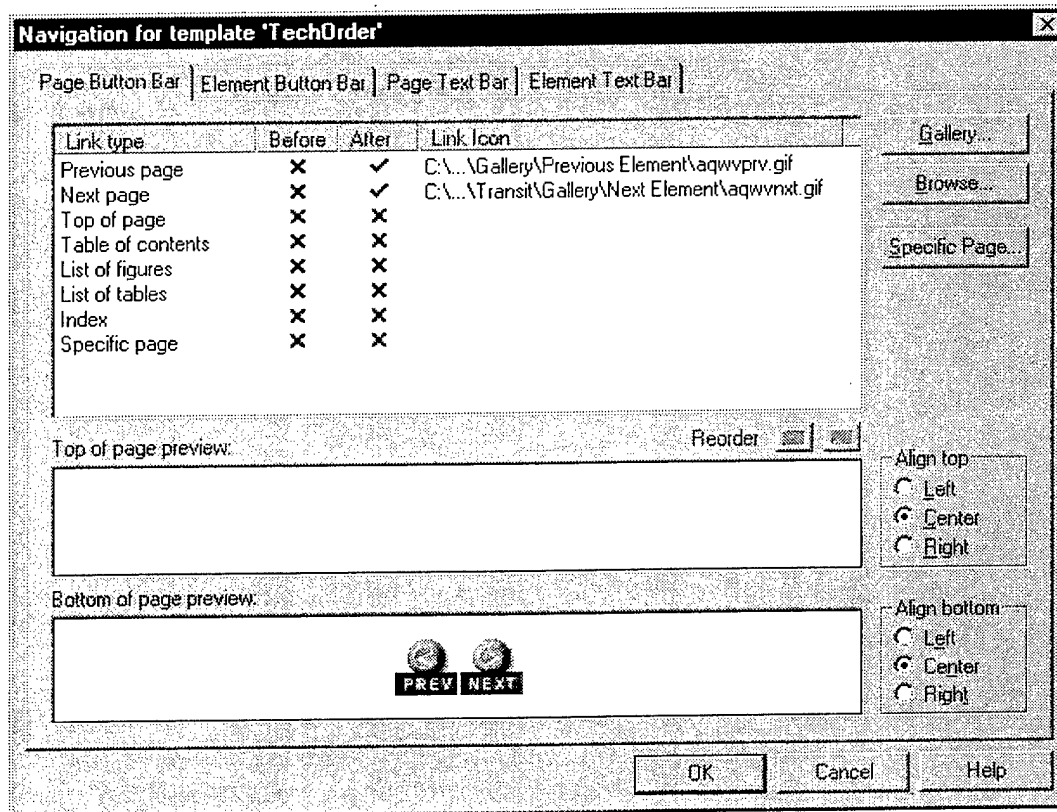 Navigation for template 'TechOrder'
Page Button Bar Element Button Bar Page Text Bar Element Text Bar
Link type Before After Link Icon
Previous page C:\...\Gallery\Previous Element\aqwvprv.gif
Next page C:\...\Transit\Gallery\Next Element\aqwvnxt.gif
Top of page
Table of contents
List of figures
List of tables
Index
Specific page
Gallery...
Browse...
Specific Page...
Reorder
Top of page preview:
Align top
Left
Center
Right
Bottom of page preview:
PREV NEXT
Align bottom
Left
Center
Right
OK Cancel Help